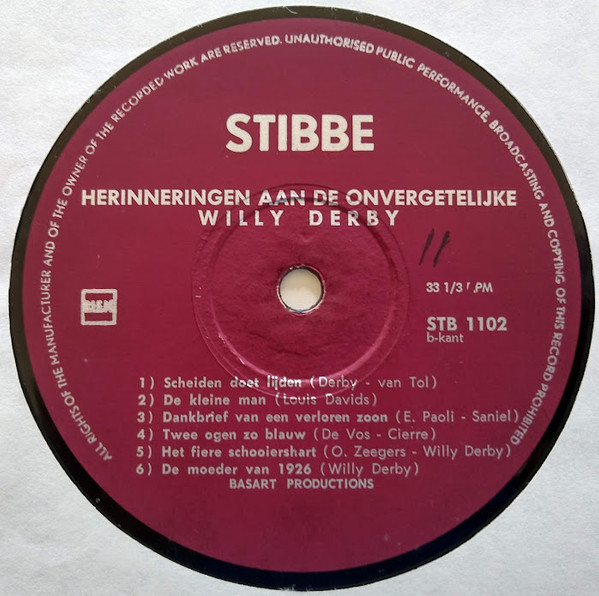 ALL RIGHTS OF THE MANUFACTURER AND OF THE OWNER OF THE RECORDED WORK ARE RESERVED. UNAUTHORISED PUBLIC PERFORMANCE, BROADCASTING AND COPYING OF THIS RECORD PROHIBITED
STIBBE
HERINNERINGEN AAN DE ONVERGETELIJKE
WILLY DERBY
11
33 1/3 r.PM
STB 1102
b-kant
1) Scheiden doet lijden (Derby - van Tol)
2) De kleine man (Louis Davids)
3) Dankbrief van een verloren zoon (E. Paoli - Saniel)
4) Twee ogen zo blauw (De Vos - Cierre)
5) Het fiere schooiershart (O. Zeegers - Willy Derby)
6) De moeder van 1926 (Willy Derby)
BASART PRODUCTIONS